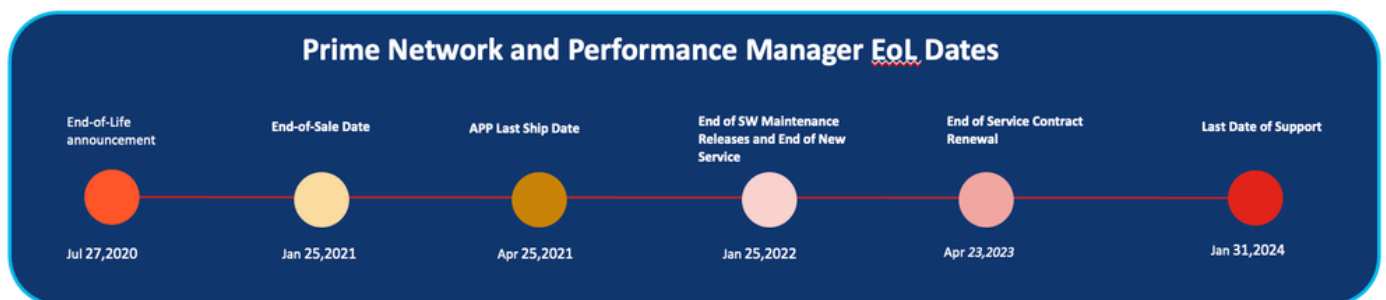 Prime Network and Performance Manager EoL Dates
End-of-Life
announcement
End-of-Sale Date
APP Last Ship Date
End of SW Maintenance
Releases and End of New
Service
End of Service Contract
Renewal
Last Date of Support
Jul 27,2020
Jan 25,2021
Apr 25,2021
Jan 25,2022
Apr 23,2023
Jan 31,2024